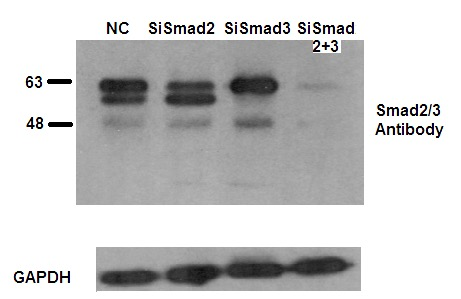 NC SiSmad2 SiSmad3 SiSmad
2+3
63
48
Smad2/3
Antibody
GAPDH